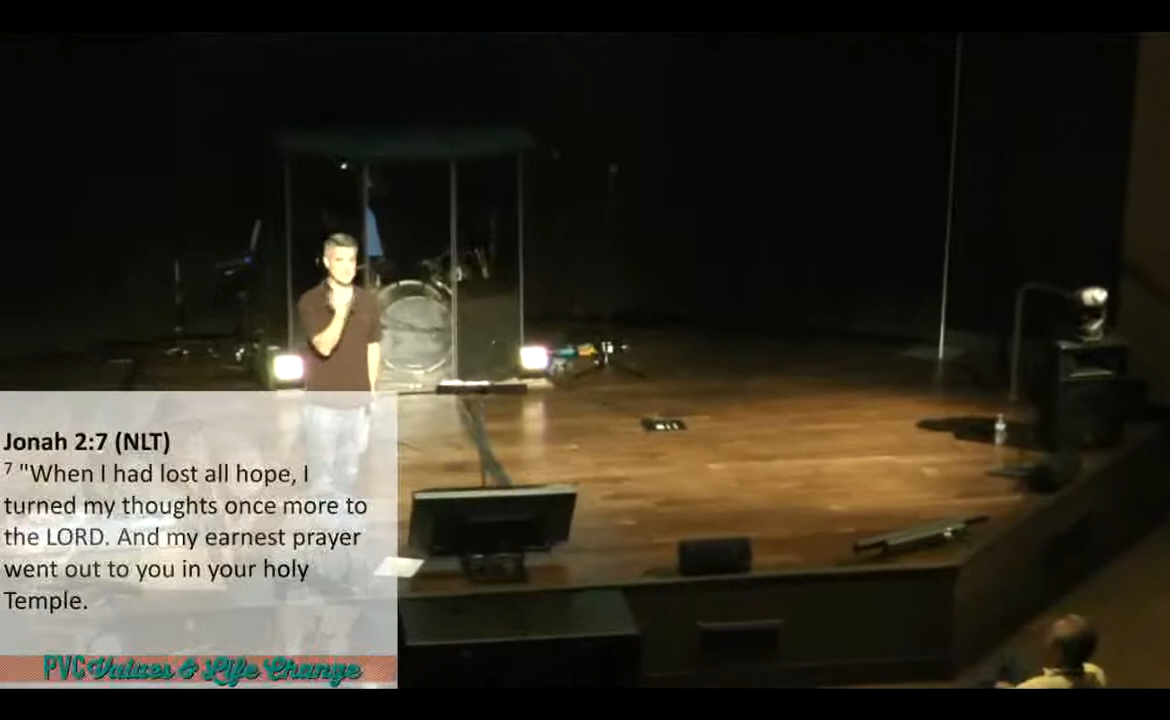 Jonah 2:7 (NLT)
7 "When I had lost all hope, I
turned my thoughts once more to
the LORD. And my earnest prayer
went out to you in your holy
Temple.
PVC Values & Life Change